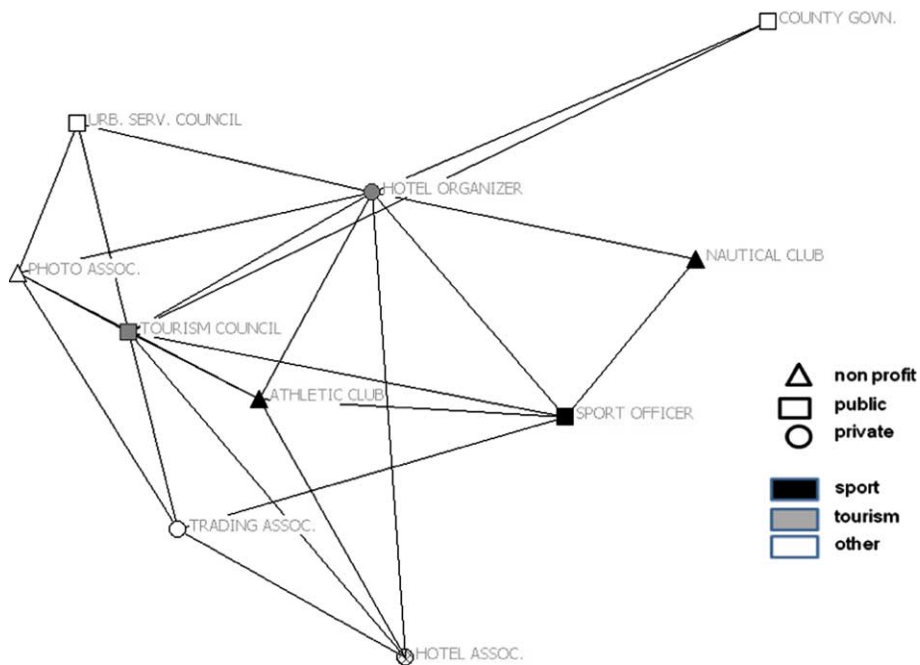 COUNTY GOVN.
URB. SERV. COUNCIL
HOTEL ORGANIZER
NAUTICAL CLUB
PHOTO ASSOC.
TOURISM COUNCIL
ATHLETIC CLUB
SPORT OFFICER
TRADING ASSOC.
HOTEL ASSOC.
non profit
public
private
sport
tourism
other